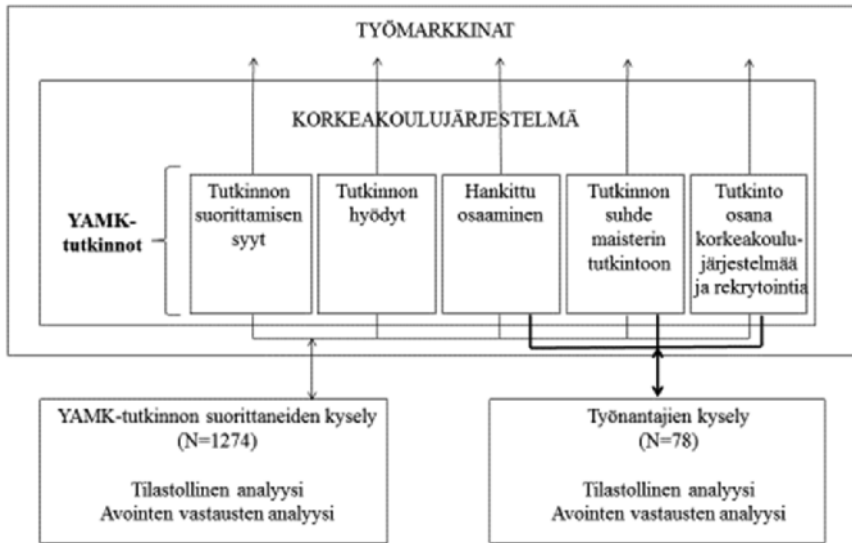 TYÖMARKKINAT
KORKEAKOULUJÄRJESTELMÄ
YAMK-
tutkinnot
Tutkinnon
suorittamisen
syyt
Tutkinnon
hyödyt
Hankittu
osaaminen
Tutkinnon
suhde
maisterin
tutkintoon
Tutkinto
osana
korkeakoulu-
järjestelmää
ja rekrytointia
YAMK-tutkinnon suorittaneiden kysely
(N=1274)
Tilastollinen analyysi
Avointen vastausten analyysi
Työnantajien kysely
(N=78)
Tilastollinen analyysi
Avointen vastausten analyysi